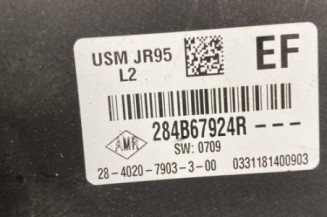 USM JR95
L2
EF
284B67924R---
AMP
SW: 0709
28-4020-7903-3-00 0331181400903